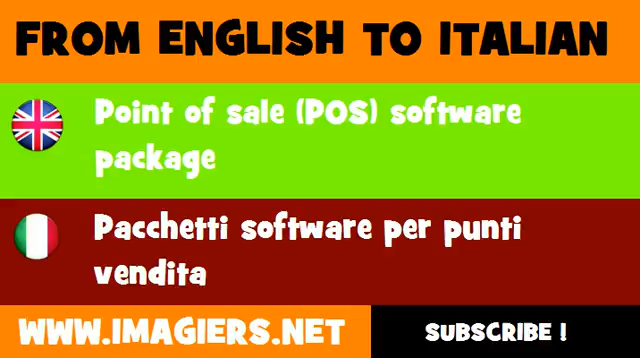 FROM ENGLISH TO ITALIAN
Point of sale (POS) software
package
Pacchetti software per punti
vendita
WWW.IMAGIERS.NET
SUBSCRIBE !